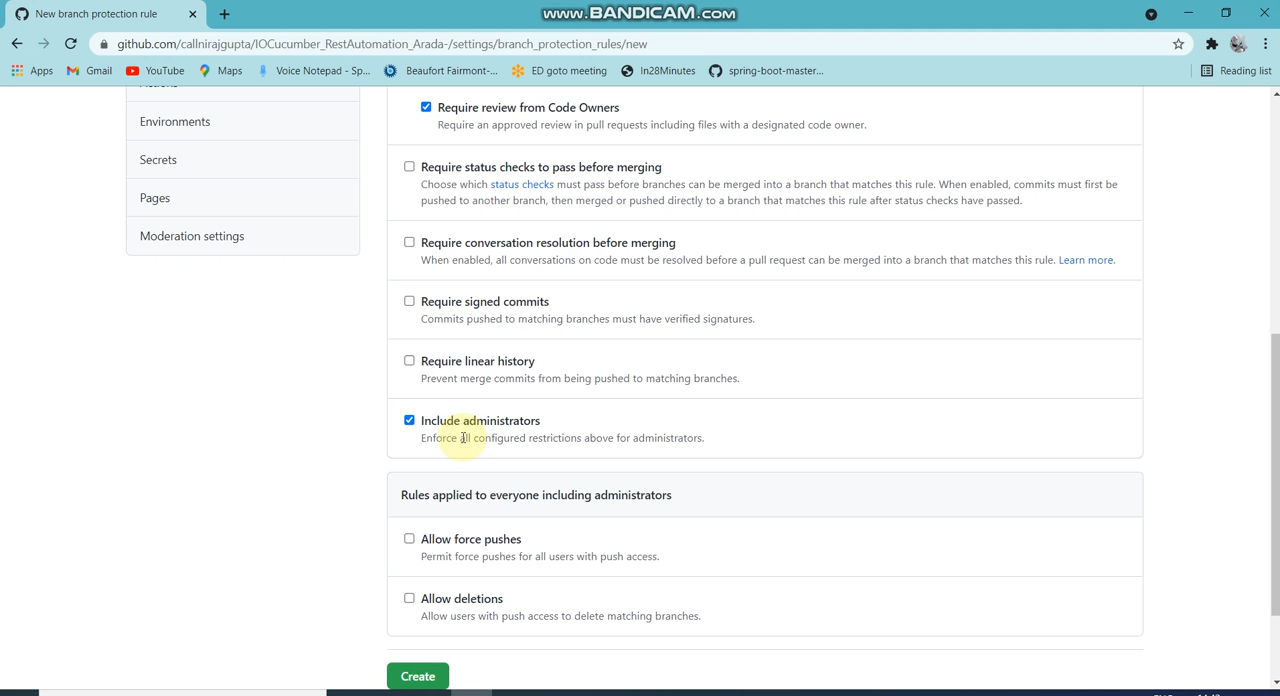 New branch protection rule
www.BANDICAM.com
github.com/callnirajgupta/IOCucumber_RestAutomation_Arada-/settings/branch_protection_rules/new
Apps
Gmail
YouTube
Maps
Voice Notepad - Sp...
Beaufort Fairmont-...
ED goto meeting
In28Minutes
spring-boot-master...
Reading list
Environments
Secrets
Pages
Moderation settings
Require review from Code Owners
Require an approved review in pull requests including files with a designated code owner.
Require status checks to pass before merging
Choose which status checks must pass before branches can be merged into a branch that matches this rule. When enabled, commits must first be
pushed to another branch, then merged or pushed directly to a branch that matches this rule after status checks have passed.
Require conversation resolution before merging
When enabled, all conversations on code must be resolved before a pull request can be merged into a branch that matches this rule. Learn more.
Require signed commits
Commits pushed to matching branches must have verified signatures.
Require linear history
Prevent merge commits from being pushed to matching branches.
Include administrators
Enforce all configured restrictions above for administrators.
Rules applied to everyone including administrators
Allow force pushes
Permit force pushes for all users with push access.
Allow deletions
Allow users with push access to delete matching branches.
Create